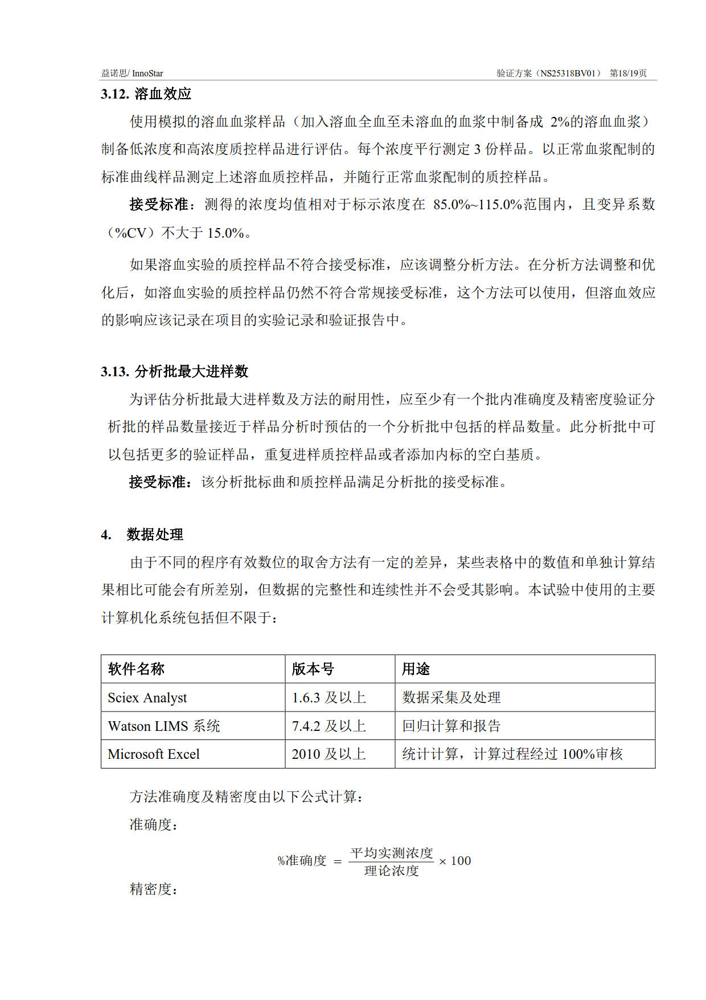 益诺思/ InnoStar 验证方案（NS25318BV01） 第18/19页
3.12. 溶血效应
使用模拟的溶血血浆样品（加入溶血全血至未溶血的血浆中制备成 2%的溶血血浆）
制备低浓度和高浓度质控样品进行评估。每个浓度平行测定 3 份样品。以正常血浆配制的
标准曲线样品测定上述溶血质控样品，并随行正常血浆配制的质控样品。
接受标准：测得的浓度均值相对于标示浓度在 85.0%~115.0%范围内，且变异系数
（%CV）不大于 15.0%。
如果溶血实验的质控样品不符合接受标准，应该调整分析方法。在分析方法调整和优
化后，如溶血实验的质控样品仍然不符合常规接受标准，这个方法可以使用，但溶血效应
的影响应该记录在项目的实验记录和验证报告中。
3.13. 分析批最大进样数
为评估分析批最大进样数及方法的耐用性，应至少有一个批内准确度及精密度验证分
析批的样品数量接近于样品分析时预估的一个分析批中包括的样品数量。此分析批中可
以包括更多的验证样品，重复进样质控样品或者添加内标的空白基质。
接受标准：该分析批标曲和质控样品满足分析批的接受标准。
4. 数据处理
由于不同的程序有效数位的取舍方法有一定的差异，某些表格中的数值和单独计算结
果相比可能会有所差别，但数据的完整性和连续性并不会受其影响。本试验中使用的主要
计算机化系统包括但不限于：
软件名称 版本号 用途
Sciex Analyst 1.6.3 及以上 数据采集及处理
Watson LIMS 系统 7.4.2 及以上 回归计算和报告
Microsoft Excel 2010 及以上 统计计算，计算过程经过 100%审核
方法准确度及精密度由以下公式计算：
准确度：
%准确度 = 平均实测浓度 / 理论浓度 × 100
精密度：